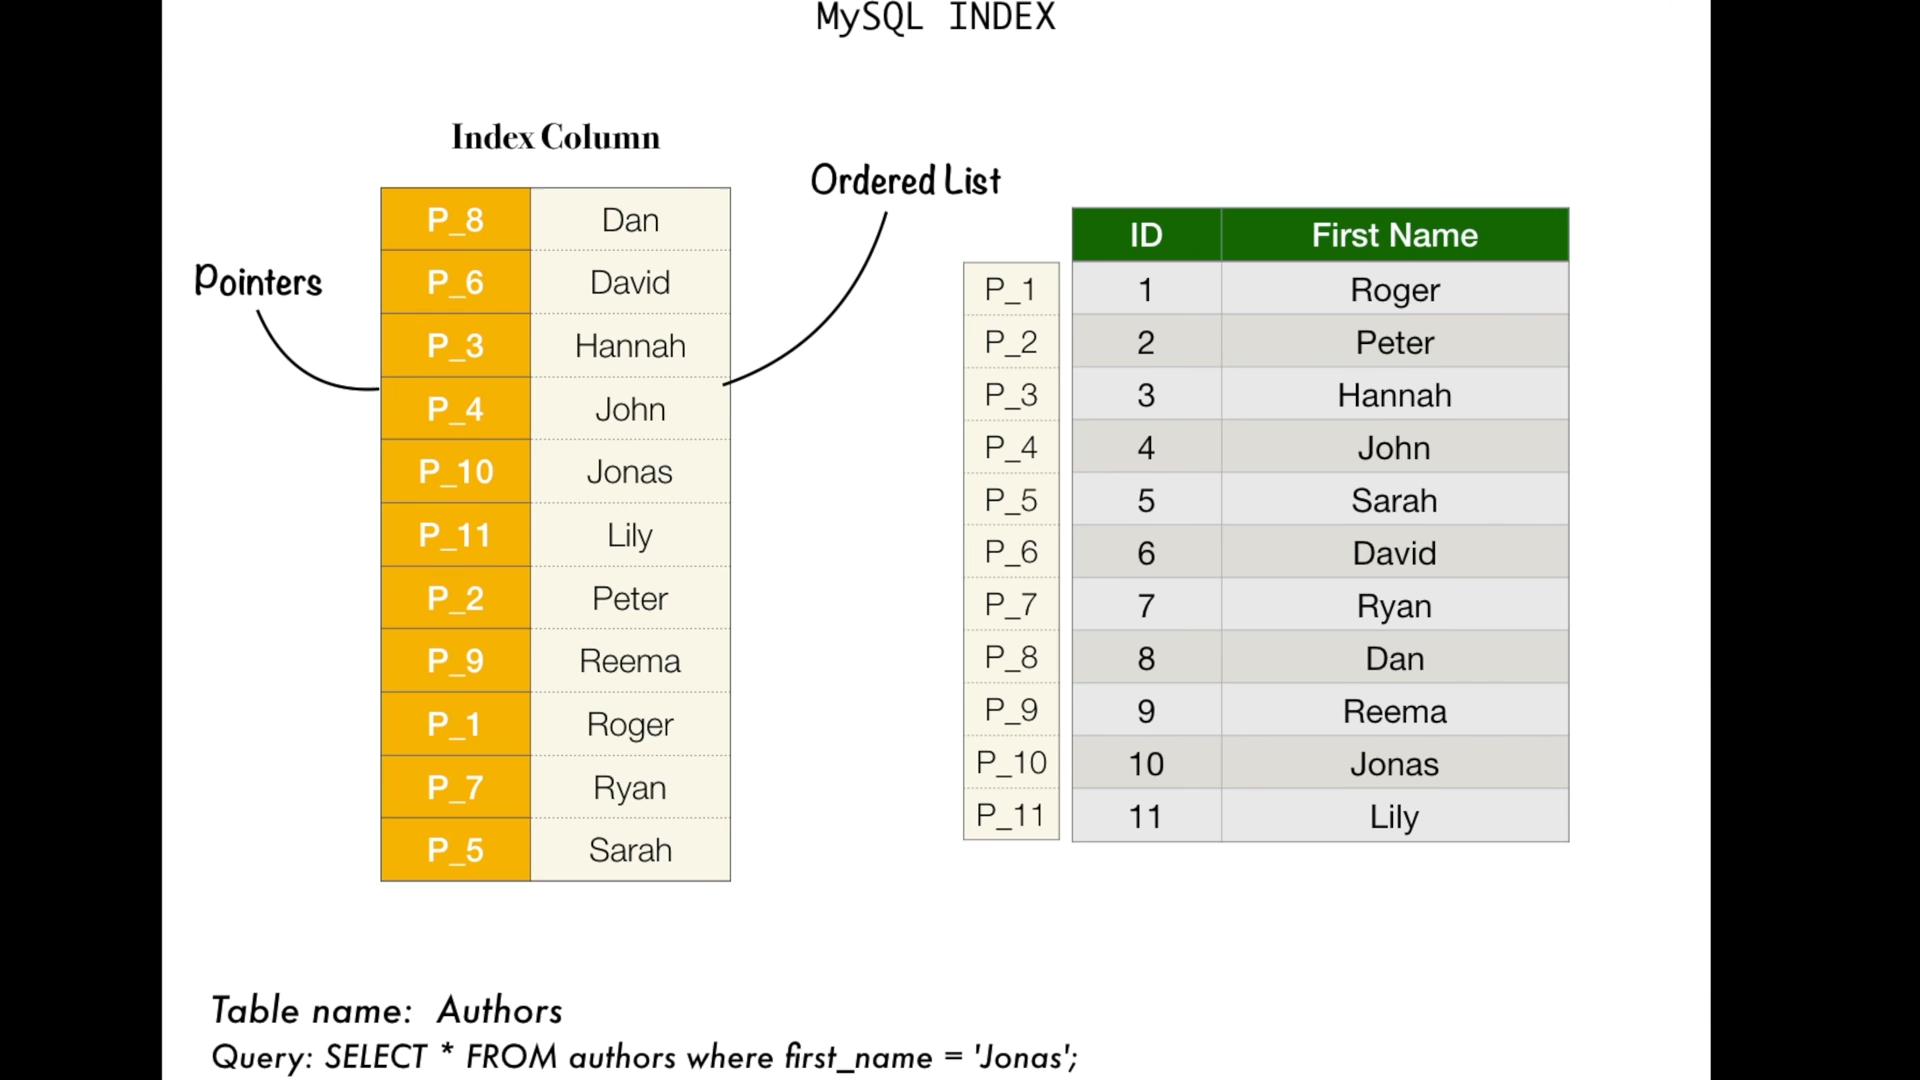 MySQL INDEX
Index Column
Ordered List
Pointers
P_8 Dan
P_6 David
P_3 Hannah
P_4 John
P_10 Jonas
P_11 Lily
P_2 Peter
P_9 Reema
P_1 Roger
P_7 Ryan
P_5 Sarah
ID First Name
P_1 1 Roger
P_2 2 Peter
P_3 3 Hannah
P_4 4 John
P_5 5 Sarah
P_6 6 David
P_7 7 Ryan
P_8 8 Dan
P_9 9 Reema
P_10 10 Jonas
P_11 11 Lily
Table name: Authors
Query: SELECT * FROM authors where first_name = 'Jonas';